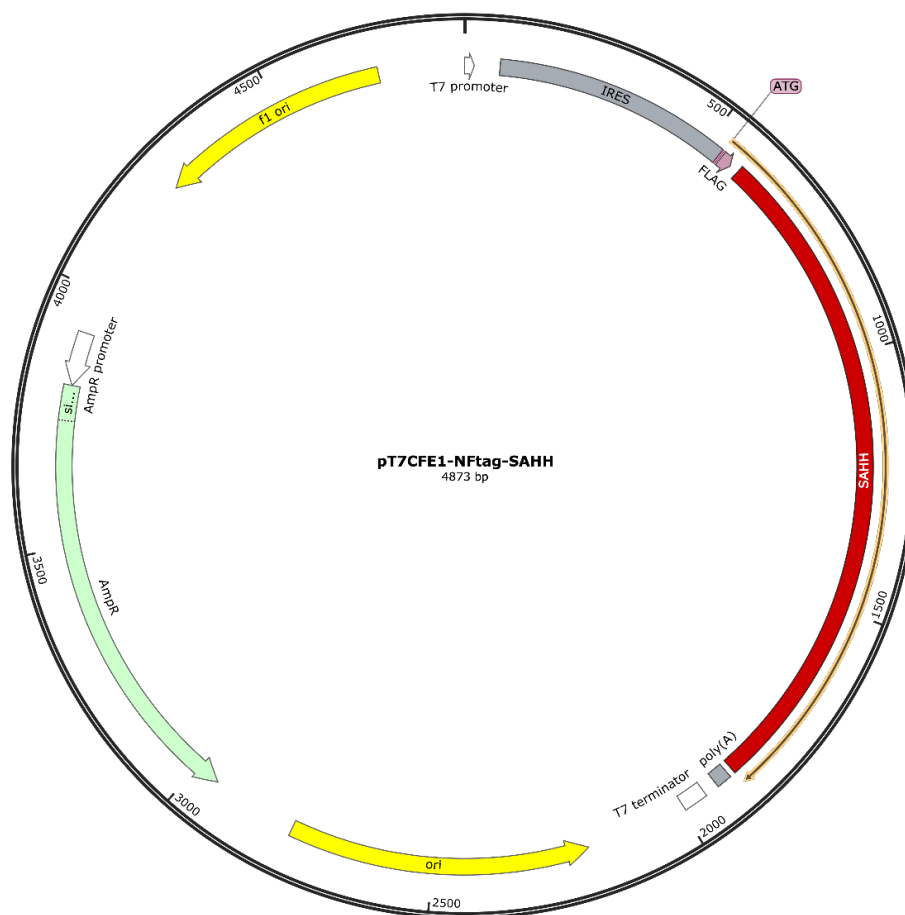 T7 promoter
IRES
500
ATG
FLAG
1000
SAHH
1500
poly(A)
T7 terminator
2000
ori
2500
3000
AmpR
3500
si...
AmpR promoter
4000
f1 ori
4500
pT7CFE1-NFtag-SAHH
4873 bp